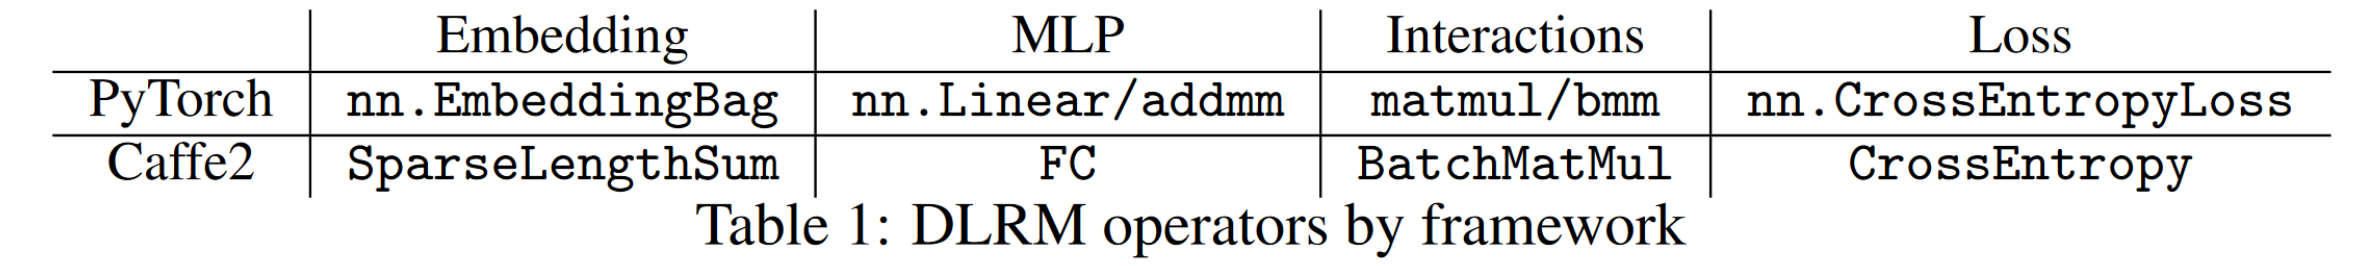 Embedding MLP Interactions Loss
PyTorch nn.EmbeddingBag nn.Linear/addmm matmul/bmm nn.CrossEntropyLoss
Caffe2 SparseLengthSum FC BatchMatMul CrossEntropy
Table 1: DLRM operators by framework